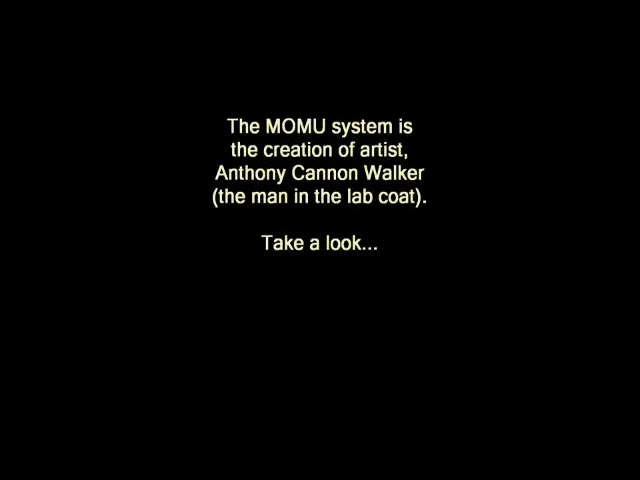 The MOMU system is
the creation of artist,
Anthony Cannon Walker
(the man in the lab coat).
Take a look...